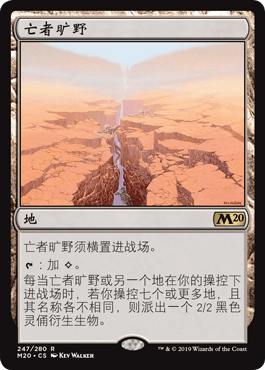 亡者旷野
地
M20
亡者旷野须横置进战场。
：加 。
每当亡者旷野或另一个地在你的操控下
进战场时，若你操控七个或更多地，且
其名称各不相同，则派出一个 2/2 黑色
灵俑衍生生物。
247/280 R
M20 • CS KEV WALKER
™ & © 2019 Wizards of the Coast